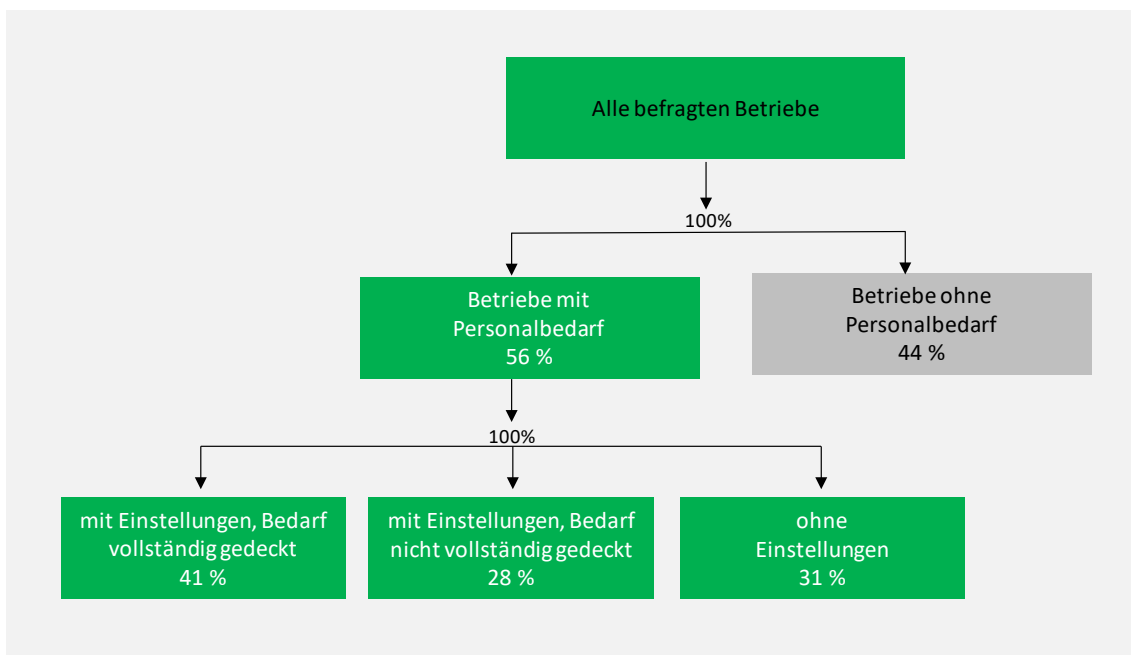 Alle befragten Betriebe
100%
Betriebe mit
Personalbedarf
56 %
Betriebe ohne
Personalbedarf
44 %
100%
mit Einstellungen, Bedarf
vollständig gedeckt
41 %
mit Einstellungen, Bedarf
nicht vollständig gedeckt
28 %
ohne
Einstellungen
31 %